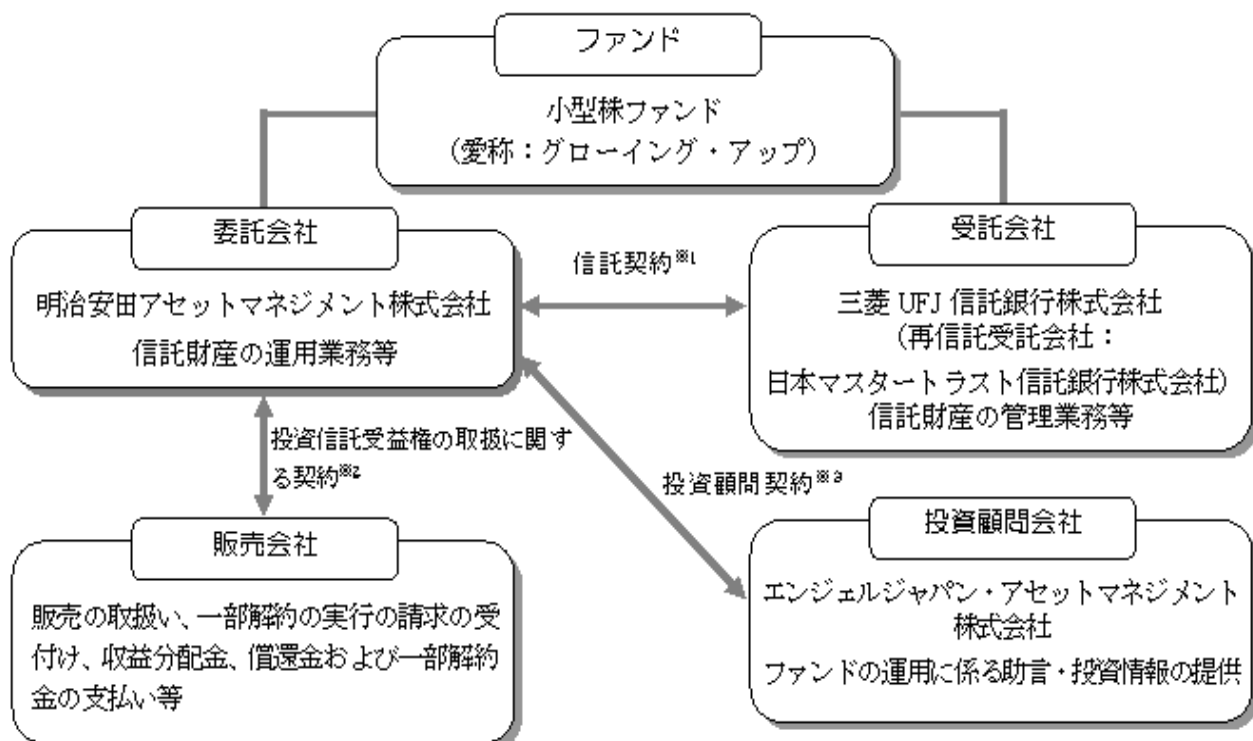 ファンド
小型株ファンド
(愛称：グローイング・アップ)
委託会社
明治安田アセットマネジメント株式会社
信託財産の運用業務等
信託契約※1
受託会社
三菱 UFJ 信託銀行株式会社
(再信託受託会社：
日本マスタートラスト信託銀行株式会社)
信託財産の管理業務等
投資信託受益権の取扱に関す
る契約※2
投資顧問契約※3
販売会社
販売の取扱い、一部解約の実行の請求の受
付け、収益分配金、償還金および一部解約
金の支払い等
投資顧問会社
エンジェルジャパン・アセットマネジメント
株式会社
ファンドの運用に係る助言・投資情報の提供